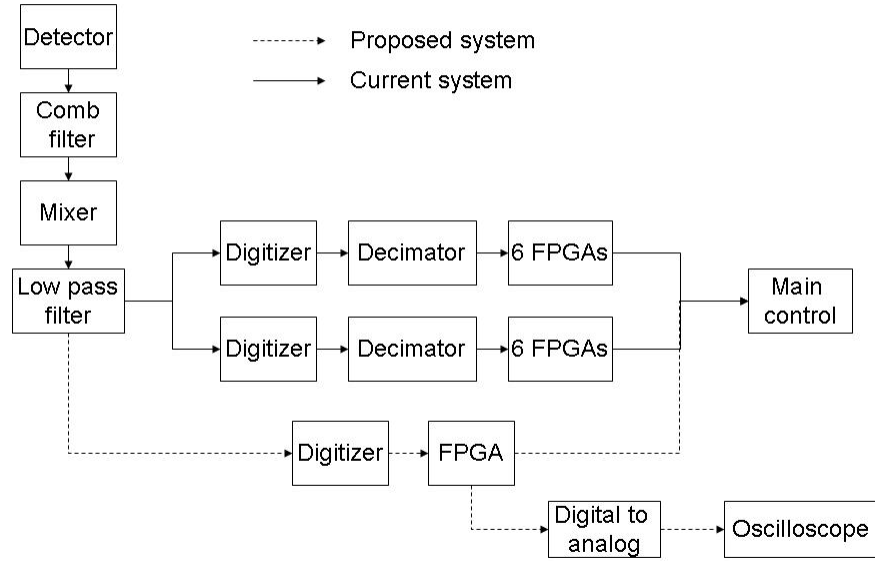 Detector
Proposed system
Current system
Comb
filter
Mixer
Digitizer
Decimator
6 FPGAs
Low pass
filter
Main
control
Digitizer
Decimator
6 FPGAs
Digitizer
FPGA
Digital to
analog
Oscilloscope